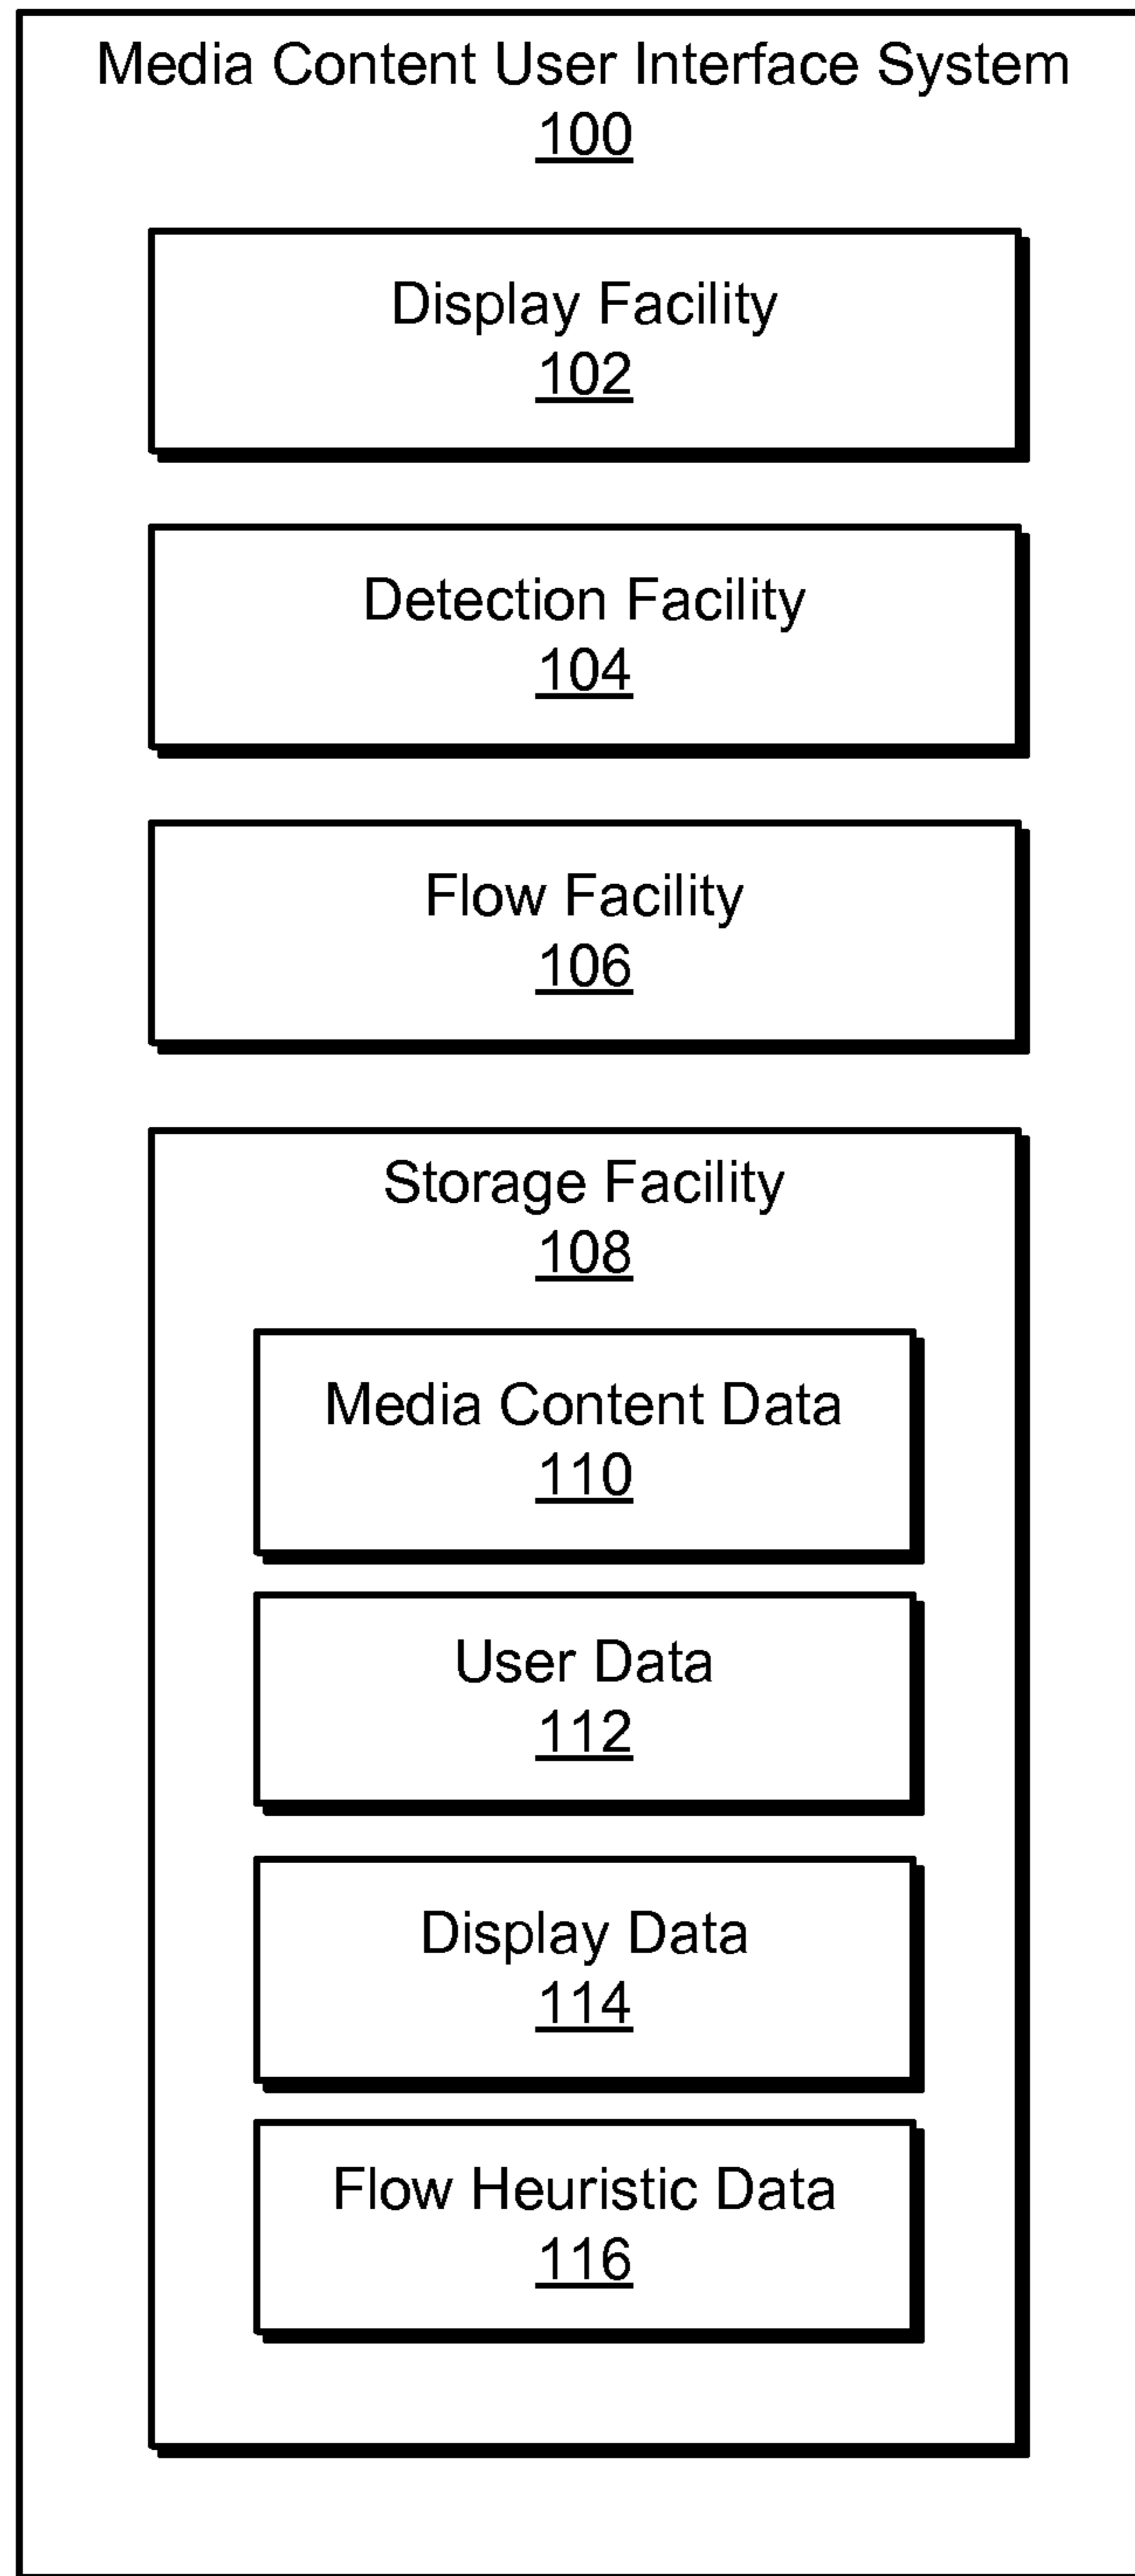 Media Content User Interface System
100
Display Facility
102
Detection Facility
104
Flow Facility
106
Storage Facility
108
Media Content Data
110
User Data
112
Display Data
114
Flow Heuristic Data
116